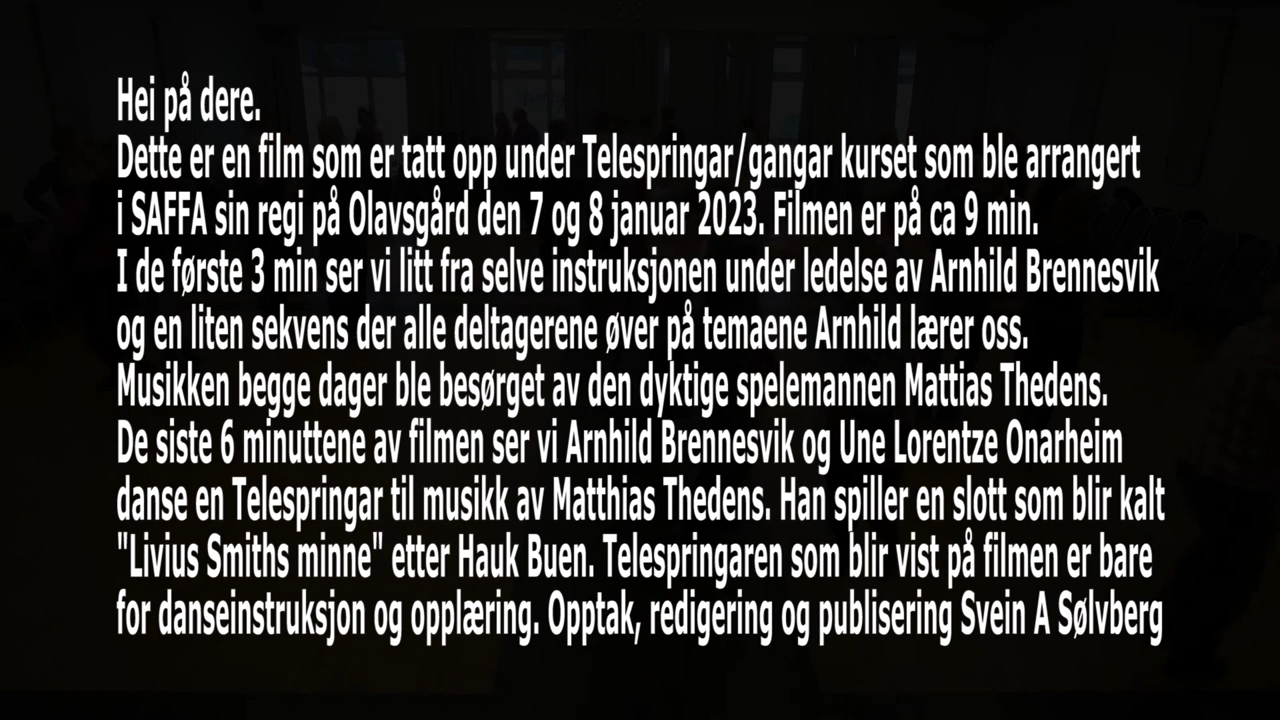 Hei på dere.
Dette er en film som er tatt opp under Telespringar/gangar kurset som ble arrangert
i SAFFA sin regi på Olavsgård den 7 og 8 januar 2023. Filmen er på ca 9 min.
I de første 3 min ser vi litt fra selve instruksjonen under ledelse av Arnhild Brennesvik
og en liten sekvens der alle deltagerene øver på temaene Arnhild lærer oss.
Musikken begge dager ble besørget av den dyktige spelemannen Mattias Thedens.
De siste 6 minuttene av filmen ser vi Arnhild Brennesvik og Une Lorentze Onarheim
danse en Telespringar til musikk av Matthias Thedens. Han spiller en slott som blir kalt
"Livius Smiths minne" etter Hauk Buen. Telespringaren som blir vist på filmen er bare
for danseinstruksjon og opplæring. Opptak, redigering og publisering Svein A Sølvberg